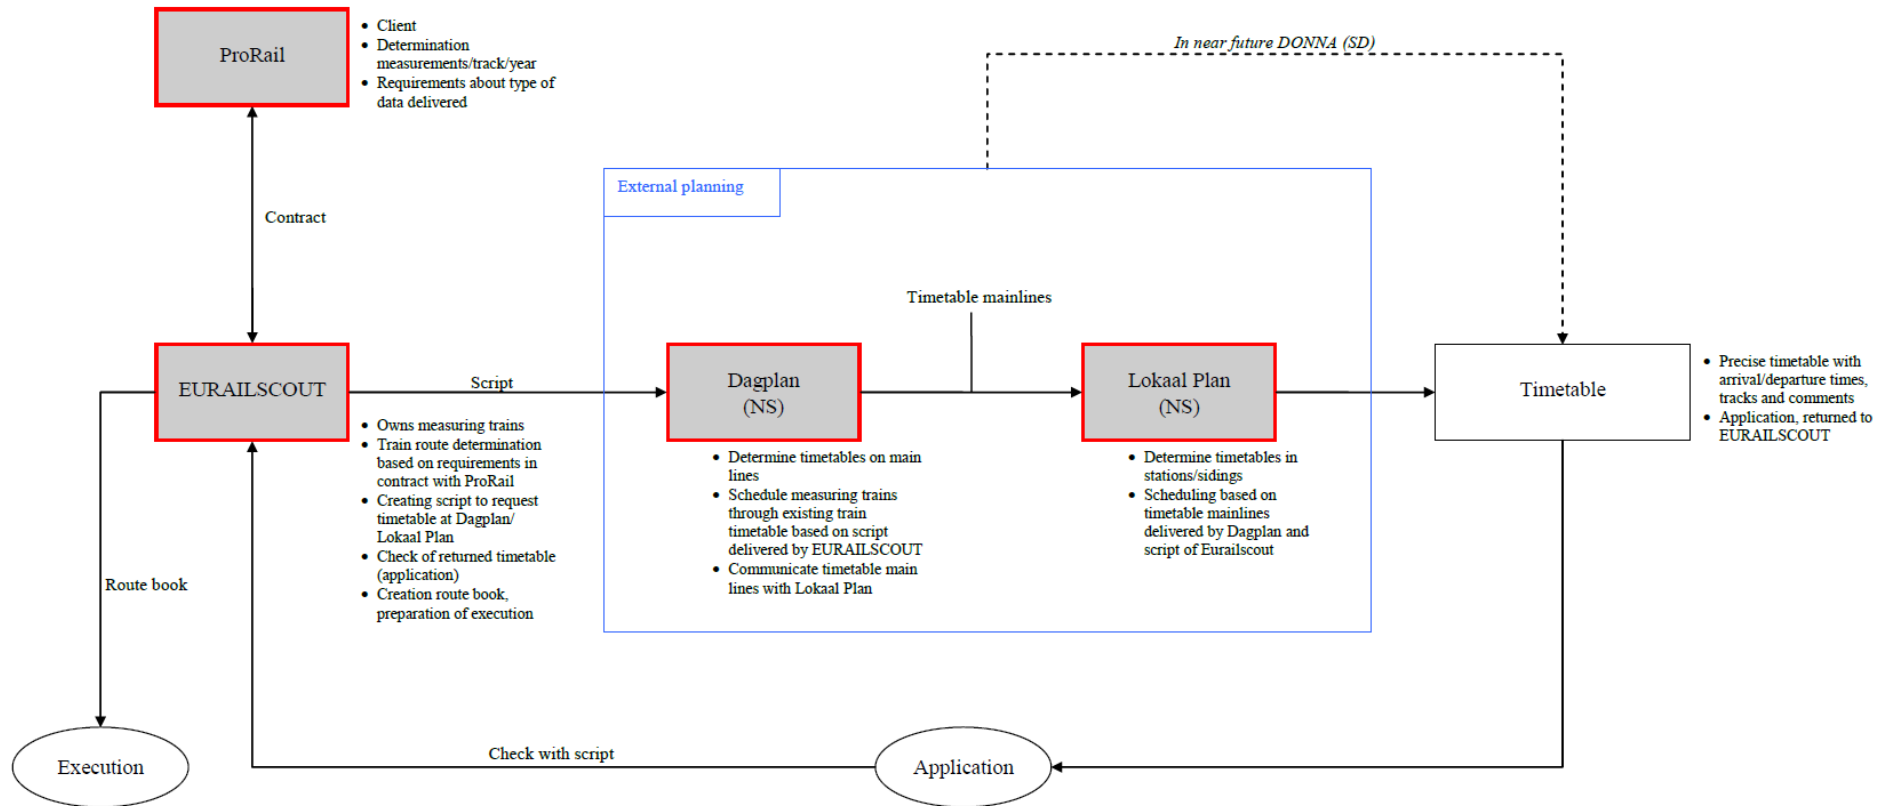 ProRail
• Client
• Determination
measurements/track/year
• Requirements about type of
data delivered
In near future DONNA (SD)
External planning
Contract
Timetable mainlines
EURAILSCOUT
Script
Dagplan
(NS)
Lokaal Plan
(NS)
Timetable
• Precise timetable with
arrival/departure times,
tracks and comments
• Application, returned to
EURAILSCOUT
• Owns measuring trains
• Train route determination
based on requirements in
contract with ProRail
• Creating script to request
timetable at Dagplan/
Lokaal Plan
• Check of returned timetable
(application)
• Creation route book,
preparation of execution
• Determine timetables on main
lines
• Schedule measuring trains
through existing train
timetable based on script
delivered by EURAILSCOUT
• Communicate timetable main
lines with Lokaal Plan
• Determine timetables in
stations/sidings
• Scheduling based on
timetable mainlines
delivered by Dagplan and
script of Eurailscout
Route book
Check with script
Execution
Application